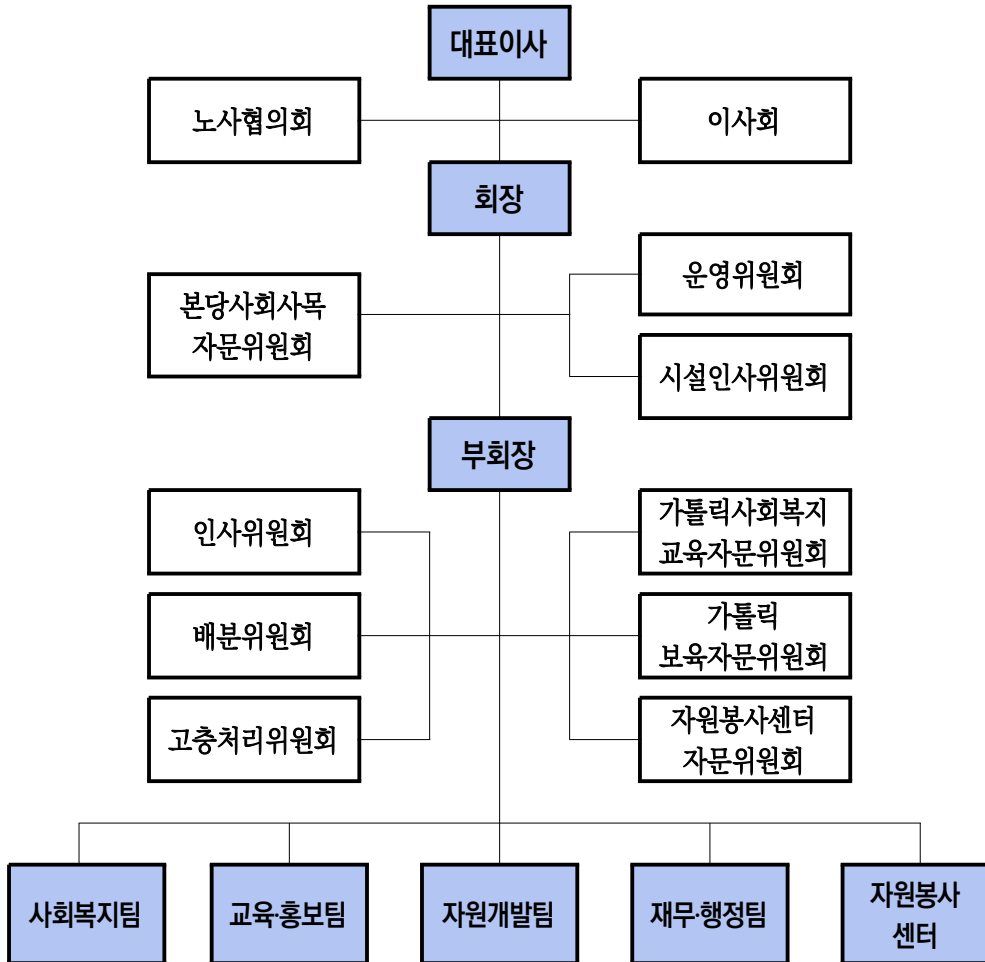 대표이사
노사협의회
이사회
회장
본당사회사목
자문위원회
운영위원회
시설인사위원회
부회장
인사위원회
가톨릭사회복지
교육자문위원회
배분위원회
가톨릭
보육자문위원회
고충처리위원회
자원봉사센터
자문위원회
사회복지팀
교육·홍보팀
자원개발팀
재무·행정팀
자원봉사
센터